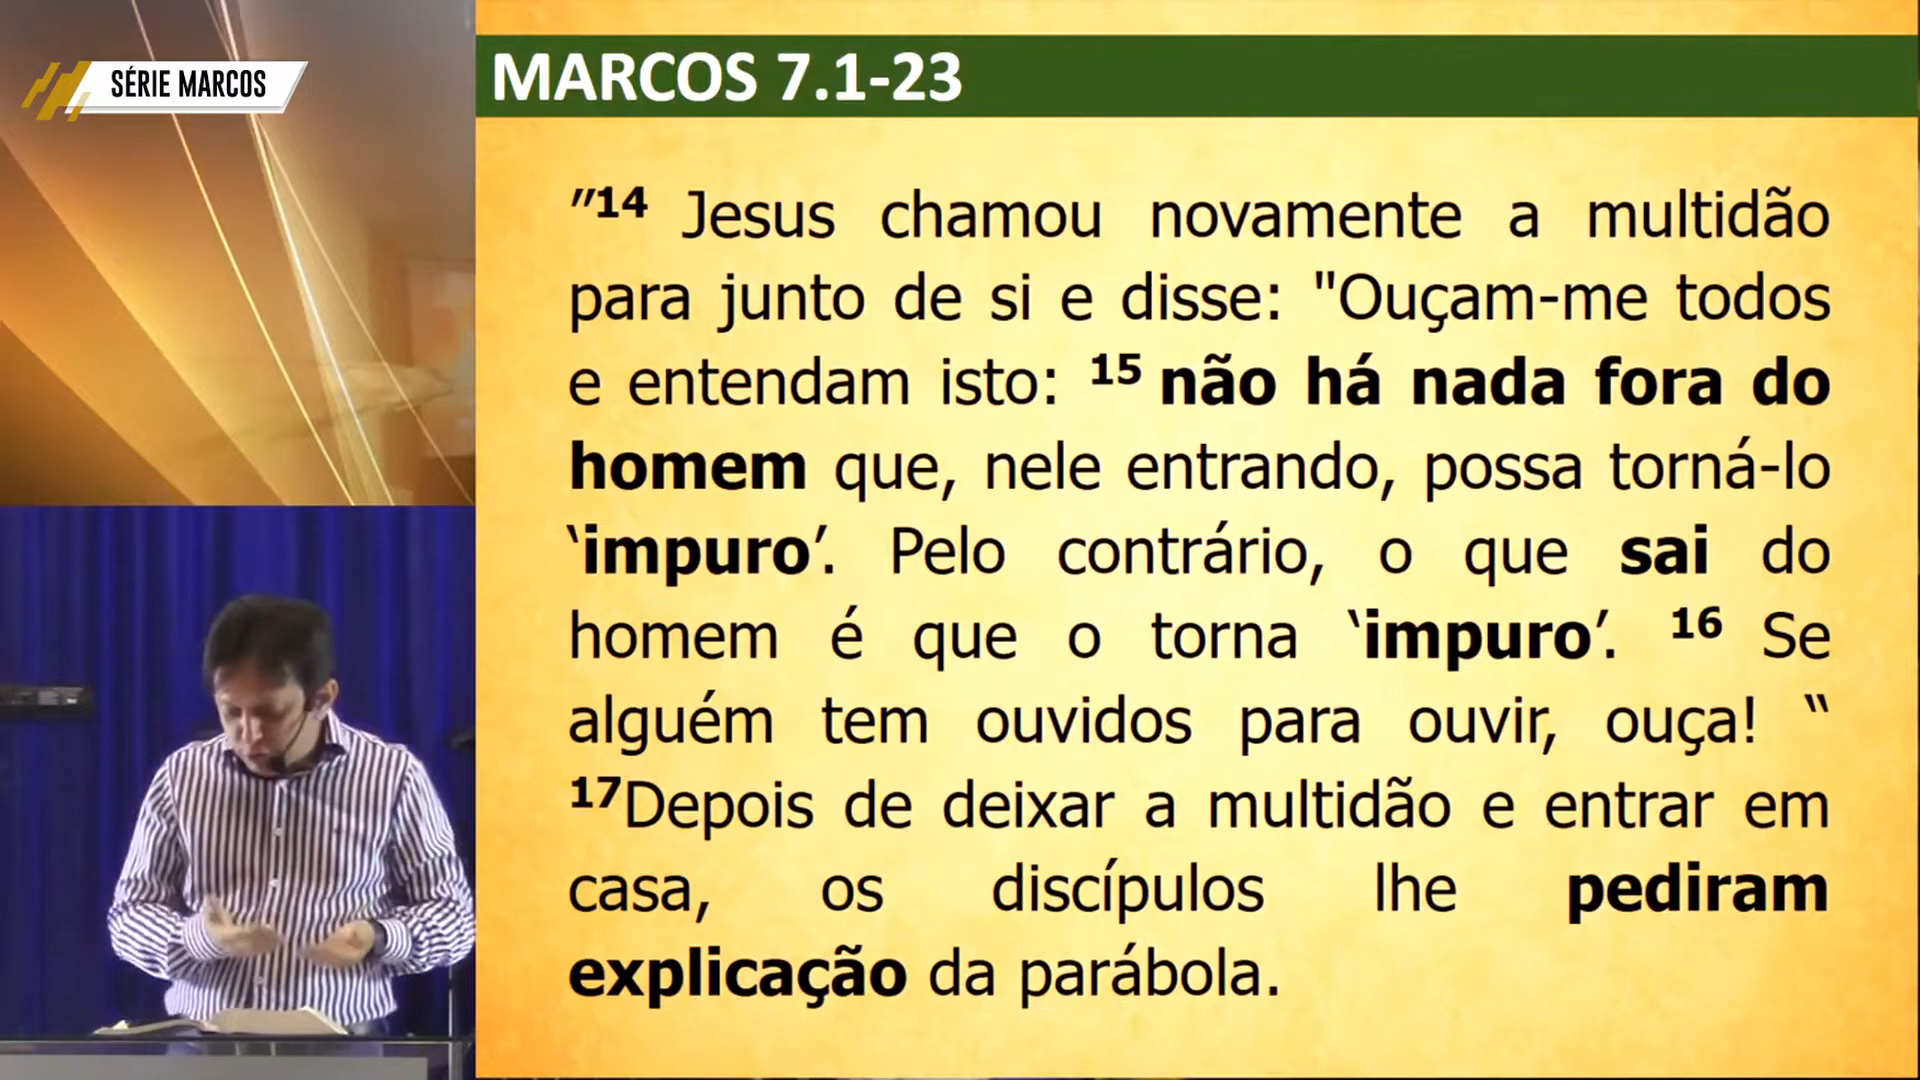 SÉRIE MARCOS
MARCOS 7.1-23
"14 Jesus chamou novamente a multidão
para junto de si e disse: "Ouçam-me todos
e entendam isto: 15 não há nada fora do
homem que, nele entrando, possa torná-lo
‘impuro’. Pelo contrário, o que sai do
homem é que o torna ‘impuro’. 16 Se
alguém tem ouvidos para ouvir, ouça! “
17Depois de deixar a multidão e entrar em
casa, os discípulos lhe pediram
explicação da parábola.